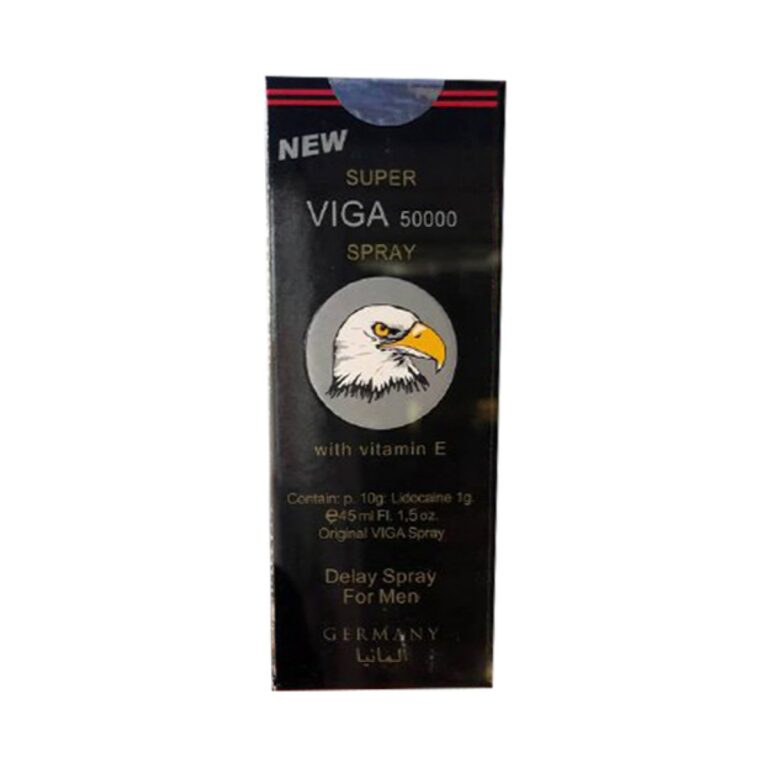 NEW
SUPER
VIGA 50000
SPRAY
with vitamin E
Contain: p. 10g: Lidocaine 1g.
℮45 ml Fl. 1,5 oz.
Original VIGA Spray
Delay Spray
For Men
GERMANY
المانيا